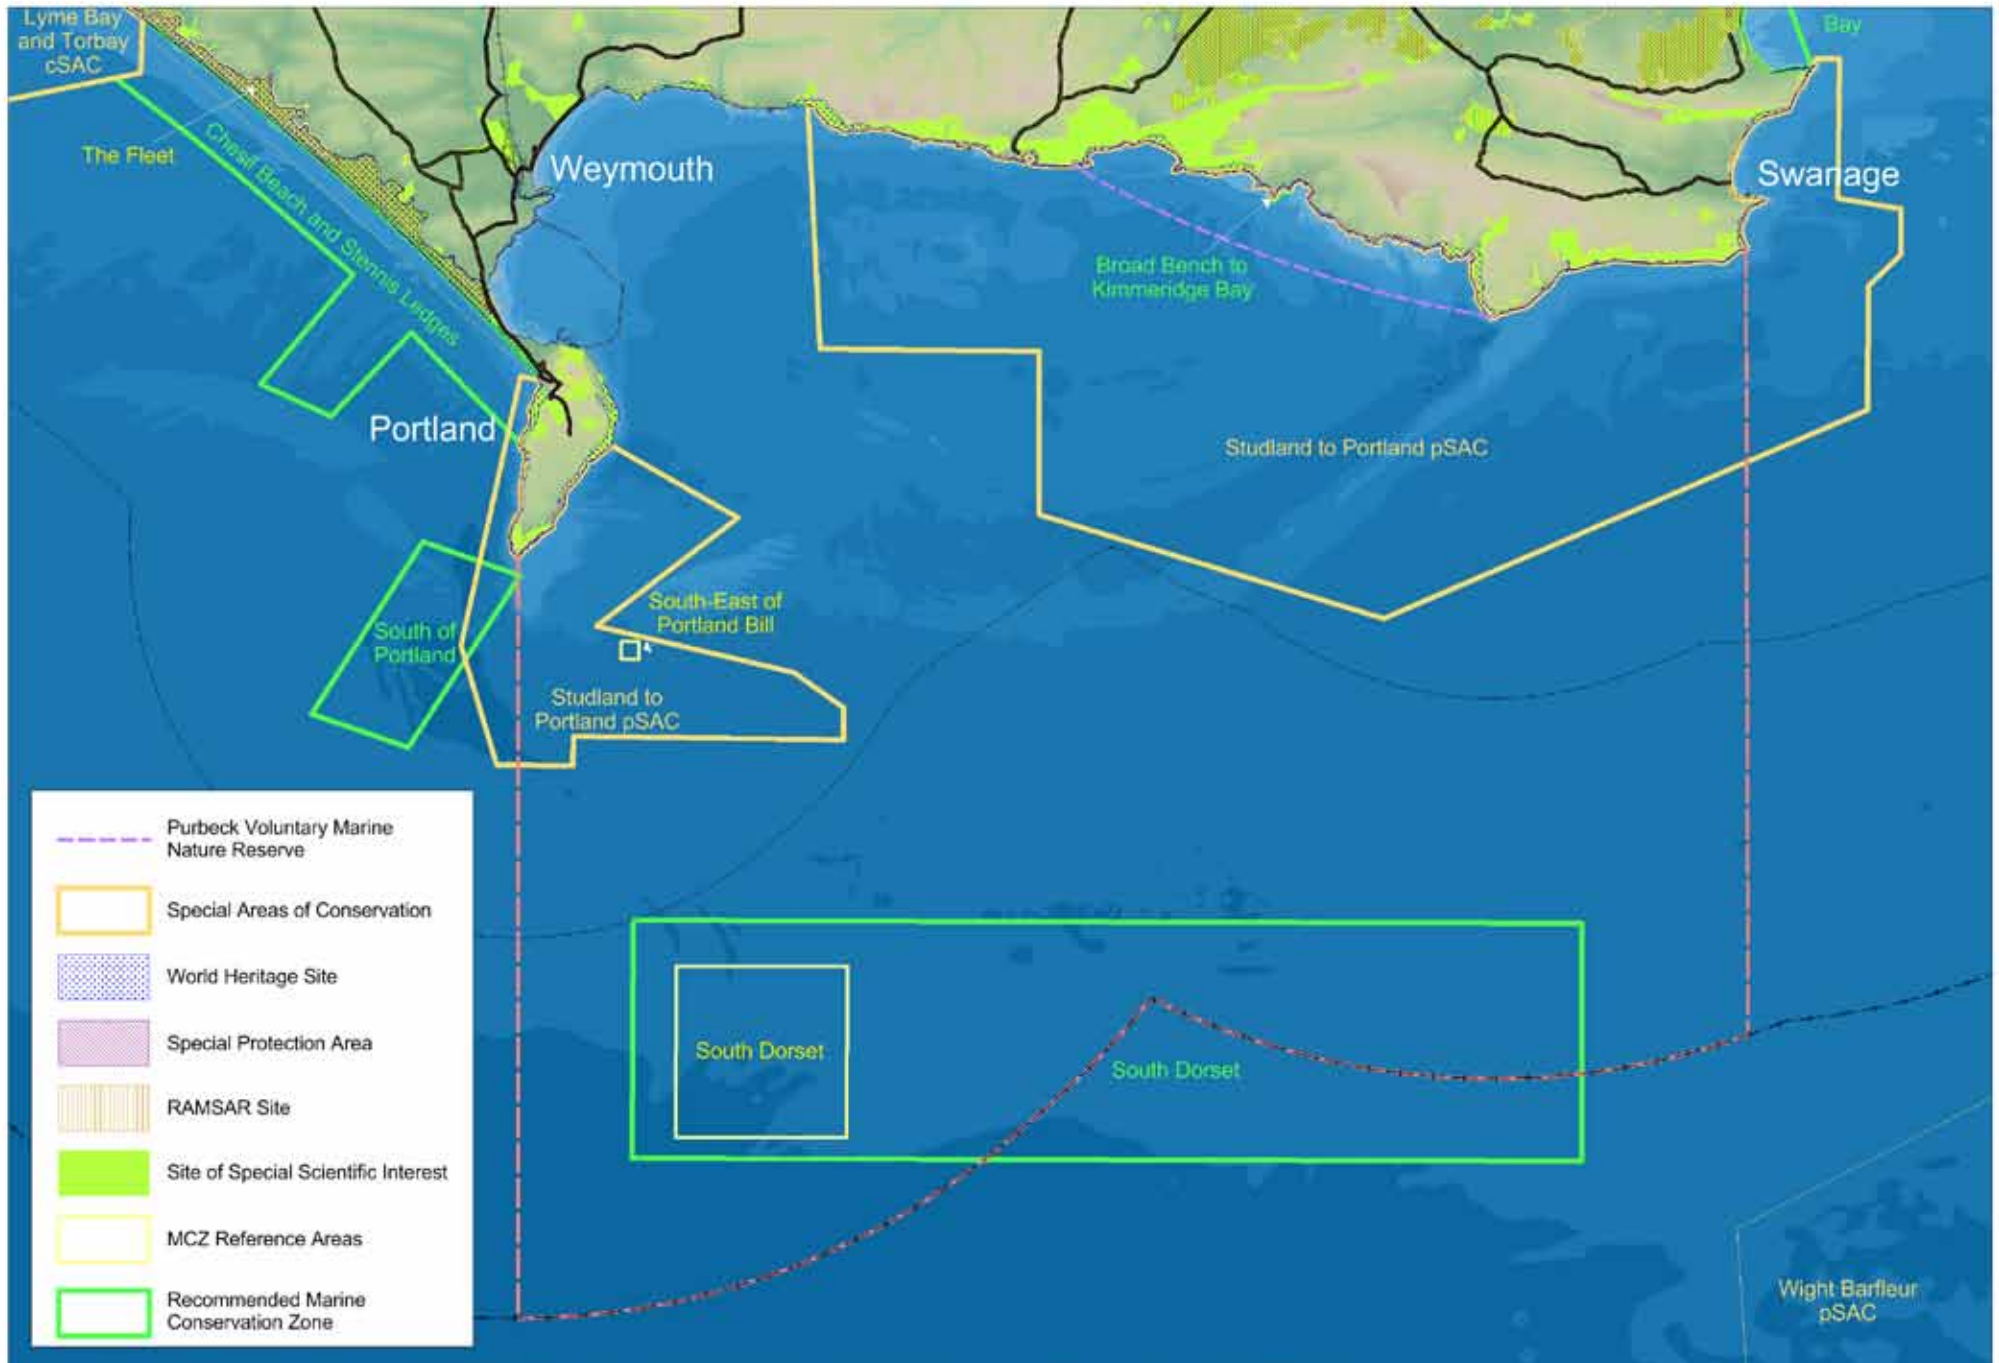 Lyme Bay
and Torbay
cSAC
Bay
The Fleet
Chesil Beach and Stennis Ledges
Weymouth
Swanage
Broad Bench to
Kimmeridge Bay
Portland
Studland to Portland pSAC
South-East of
Portland Bill
South of
Portland
Studland to
Portland pSAC
South Dorset
South Dorset
Wight Barfleur
pSAC
Purbeck Voluntary Marine
Nature Reserve
Special Areas of Conservation
World Heritage Site
Special Protection Area
RAMSAR Site
Site of Special Scientific Interest
MCZ Reference Areas
Recommended Marine
Conservation Zone